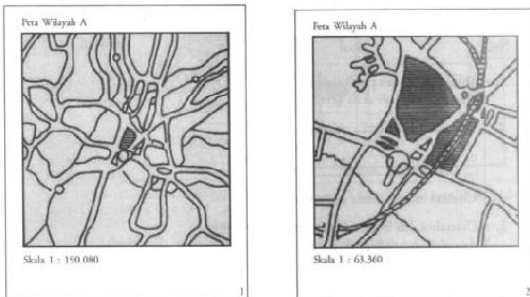 Peta Wilayah A
Skala 1 : 190.080
1
Peta Wilayah A
Skala 1 : 63.360
2